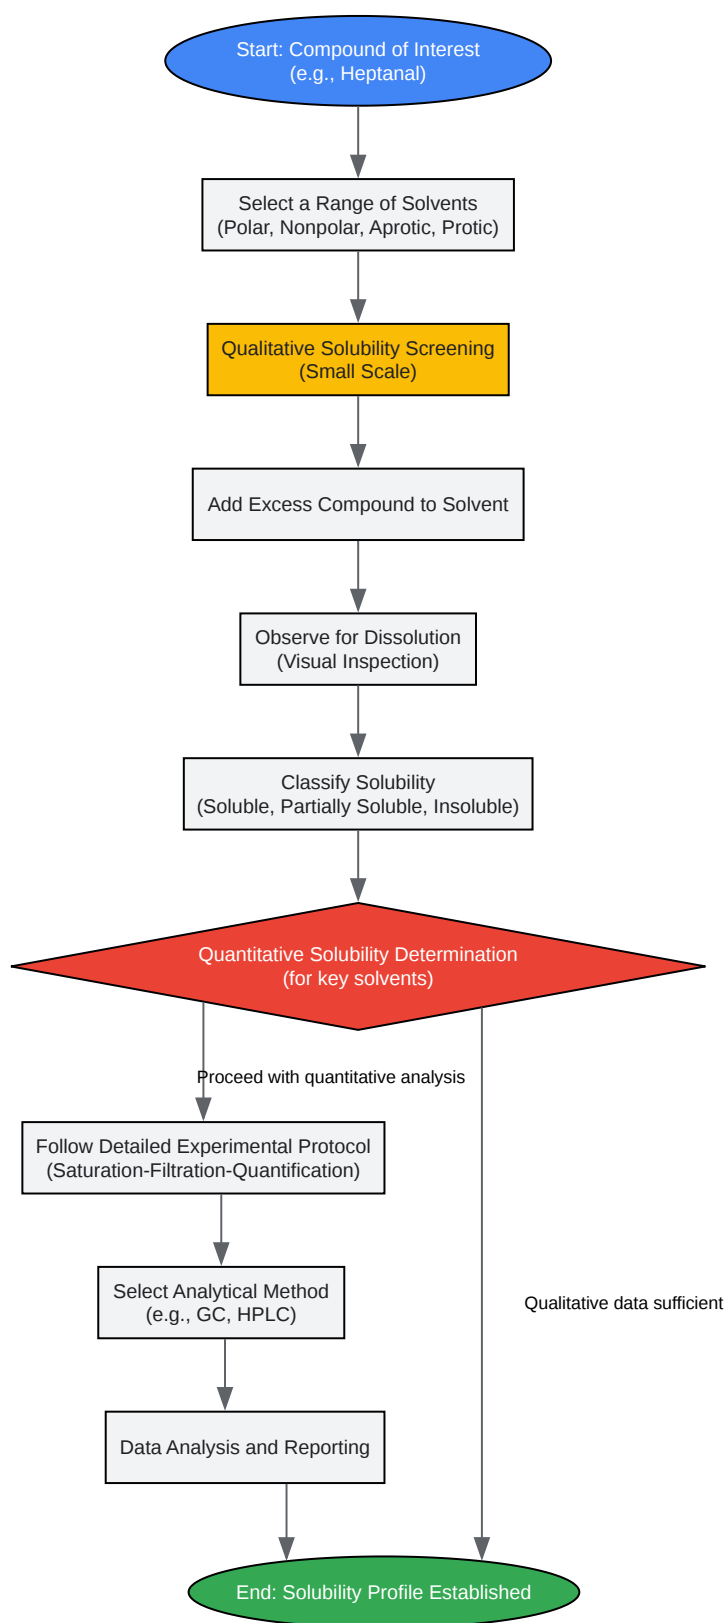 Start: Compound of Interest
(e.g., Heptanal)
Select a Range of Solvents
(Polar, Nonpolar, Aprotic, Protic)
Qualitative Solubility Screening
(Small Scale)
Add Excess Compound to Solvent
Observe for Dissolution
(Visual Inspection)
Classify Solubility
(Soluble, Partially Soluble, Insoluble)
Quantitative Solubility Determination
(for key solvents)
Proceed with quantitative analysis
Follow Detailed Experimental Protocol
(Saturation-Filtration-Quantification)
Select Analytical Method
(e.g., GC, HPLC)
Qualitative data sufficient
Data Analysis and Reporting
End: Solubility Profile Established